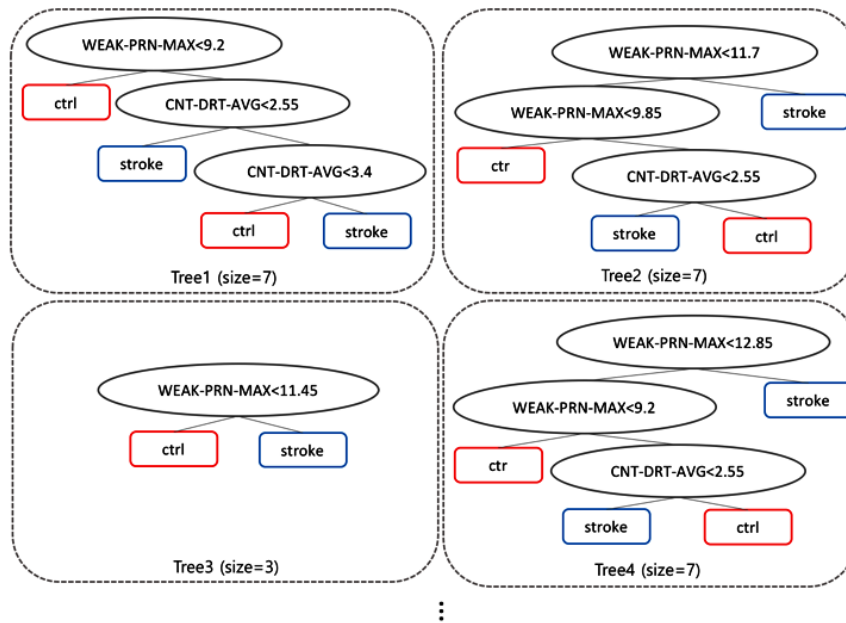 WEAK-PRN-MAX<9.2
ctrl
CNT-DRT-AVG<2.55
stroke
CNT-DRT-AVG<3.4
ctrl
stroke
Tree1 (size=7)
WEAK-PRN-MAX<11.7
WEAK-PRN-MAX<9.85
stroke
ctr
CNT-DRT-AVG<2.55
stroke
ctrl
Tree2 (size=7)
WEAK-PRN-MAX<11.45
ctrl
stroke
Tree3 (size=3)
WEAK-PRN-MAX<12.85
WEAK-PRN-MAX<9.2
stroke
ctr
CNT-DRT-AVG<2.55
stroke
ctrl
Tree4 (size=7)